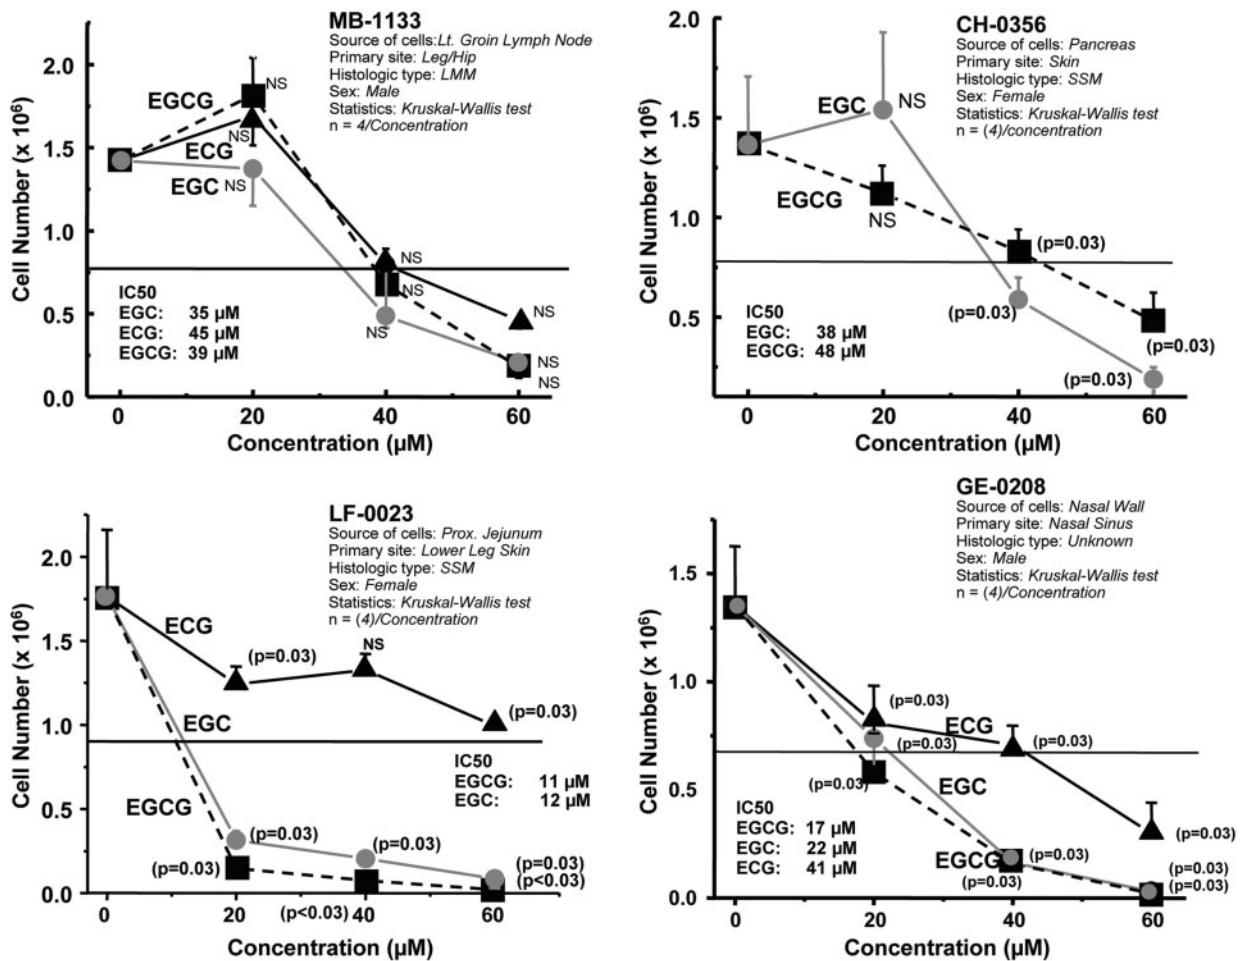 MB-1133
Source of cells:Lt. Groin Lymph Node
Primary site: Leg/Hip
Histologic type: LMM
Sex: Male
Statistics: Kruskal-Wallis test
n = 4/Concentration
Cell Number (x 10⁶)
2.0
1.5
1.0
0.5
0.0
EGCG
NS
NS
ECG
EGC NS
NS
NS
NS
NS
NS
NS
IC50
EGC: 35 µM
ECG: 45 µM
EGCG: 39 µM
0 20 40 60
Concentration (µM)
CH-0356
Source of cells: Pancreas
Primary site: Skin
Histologic type: SSM
Sex: Female
Statistics: Kruskal-Wallis test
n = (4)/concentration
Cell Number (x 10⁶)
2.0
1.5
1.0
0.5
EGC
NS
EGCG
NS
(p=0.03)
(p=0.03)
(p=0.03)
(p=0.03)
IC50
EGC: 38 µM
EGCG: 48 µM
0 20 40 60
Concentration (µM)
LF-0023
Source of cells: Prox. Jejunum
Primary site: Lower Leg Skin
Histologic type: SSM
Sex: Female
Statistics: Kruskal-Wallis test
n = (4)/Concentration
Cell Number (x 10⁶)
2.0
1.5
1.0
0.5
0.0
ECG
(p=0.03)
NS
(p=0.03)
EGC
IC50
EGCG: 11 µM
EGC: 12 µM
EGCG
(p=0.03)
(p=0.03)
(p=0.03)
(p=0.03)
(p<0.03)
(p<0.03)
0 20 40 60
Concentration (µM)
GE-0208
Source of cells: Nasal Wall
Primary site: Nasal Sinus
Histologic type: Unknown
Sex: Male
Statistics: Kruskal-Wallis test
n = (4)/Concentration
Cell Number (x 10⁶)
1.5
1.0
0.5
0.0
(p=0.03)
ECG
(p=0.03)
(p=0.03)
(p=0.03)
EGC
IC50
EGCG: 17 µM
EGC: 22 µM
ECG: 41 µM
(p=0.03)
EGCG
(p=0.03)
(p=0.03)
(p=0.03)
(p=0.03)
0 20 40 60
Concentration (µM)